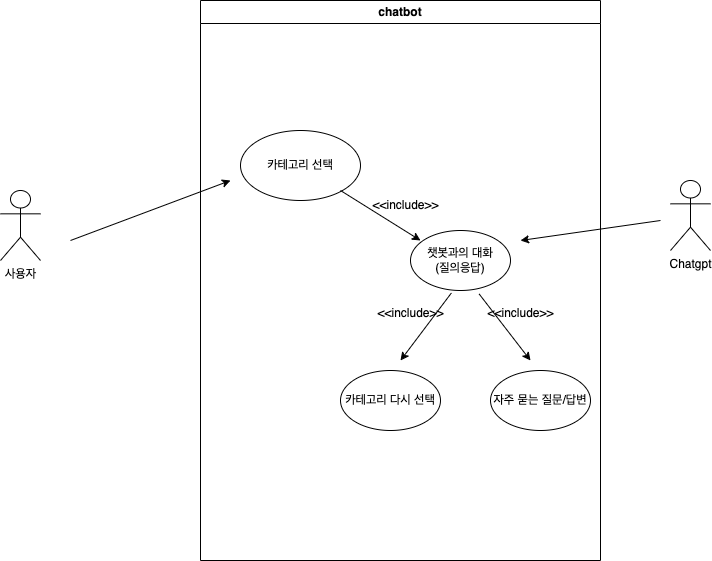 chatbot
카테고리 선택
<<include>>
챗봇과의 대화
(질의응답)
사용자
Chatgpt
<<include>>
<<include>>
카테고리 다시 선택
자주 묻는 질문/답변